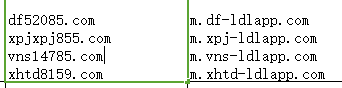 df52085.com m.df-ldlapp.com
xpjxpj855.com m.xpj-ldlapp.com
vns14785.com m.vns-ldlapp.com
xhtd8159.com m.xhtd-ldlapp.com